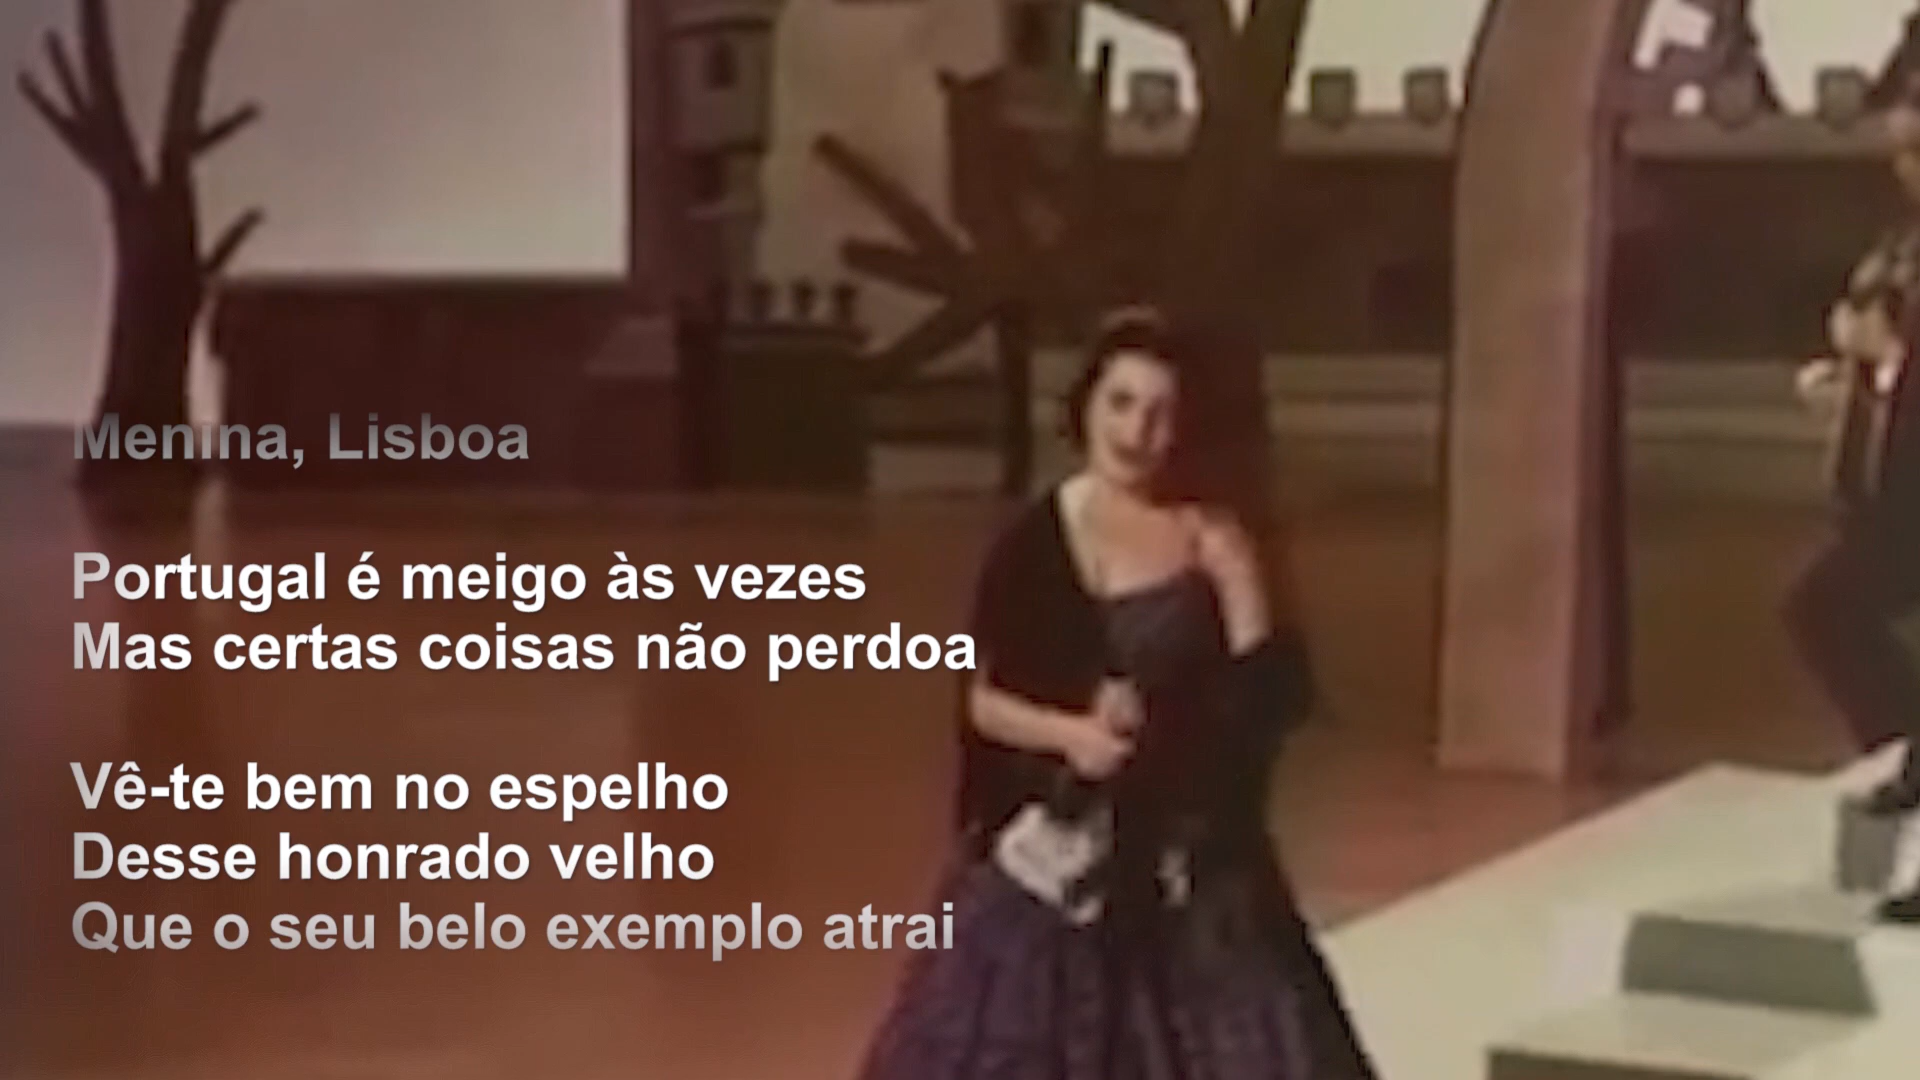 Menina, Lisboa
Portugal é meigo às vezes
Mas certas coisas não perdoa
Vê-te bem no espelho
Desse honrado velho
Que o seu belo exemplo atrai